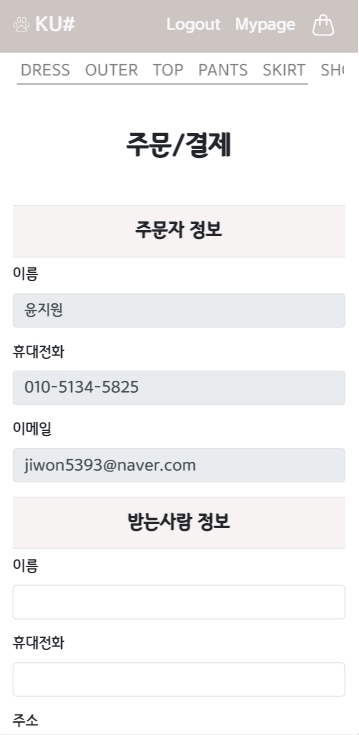 KU# Logout Mypage
DRESS OUTER TOP PANTS SKIRT
주문/결제
주문자 정보
이름
윤지원
휴대전화
010-5134-5825
이메일
jiwon5393@naver.com
받는사람 정보
이름
휴대전화
주소